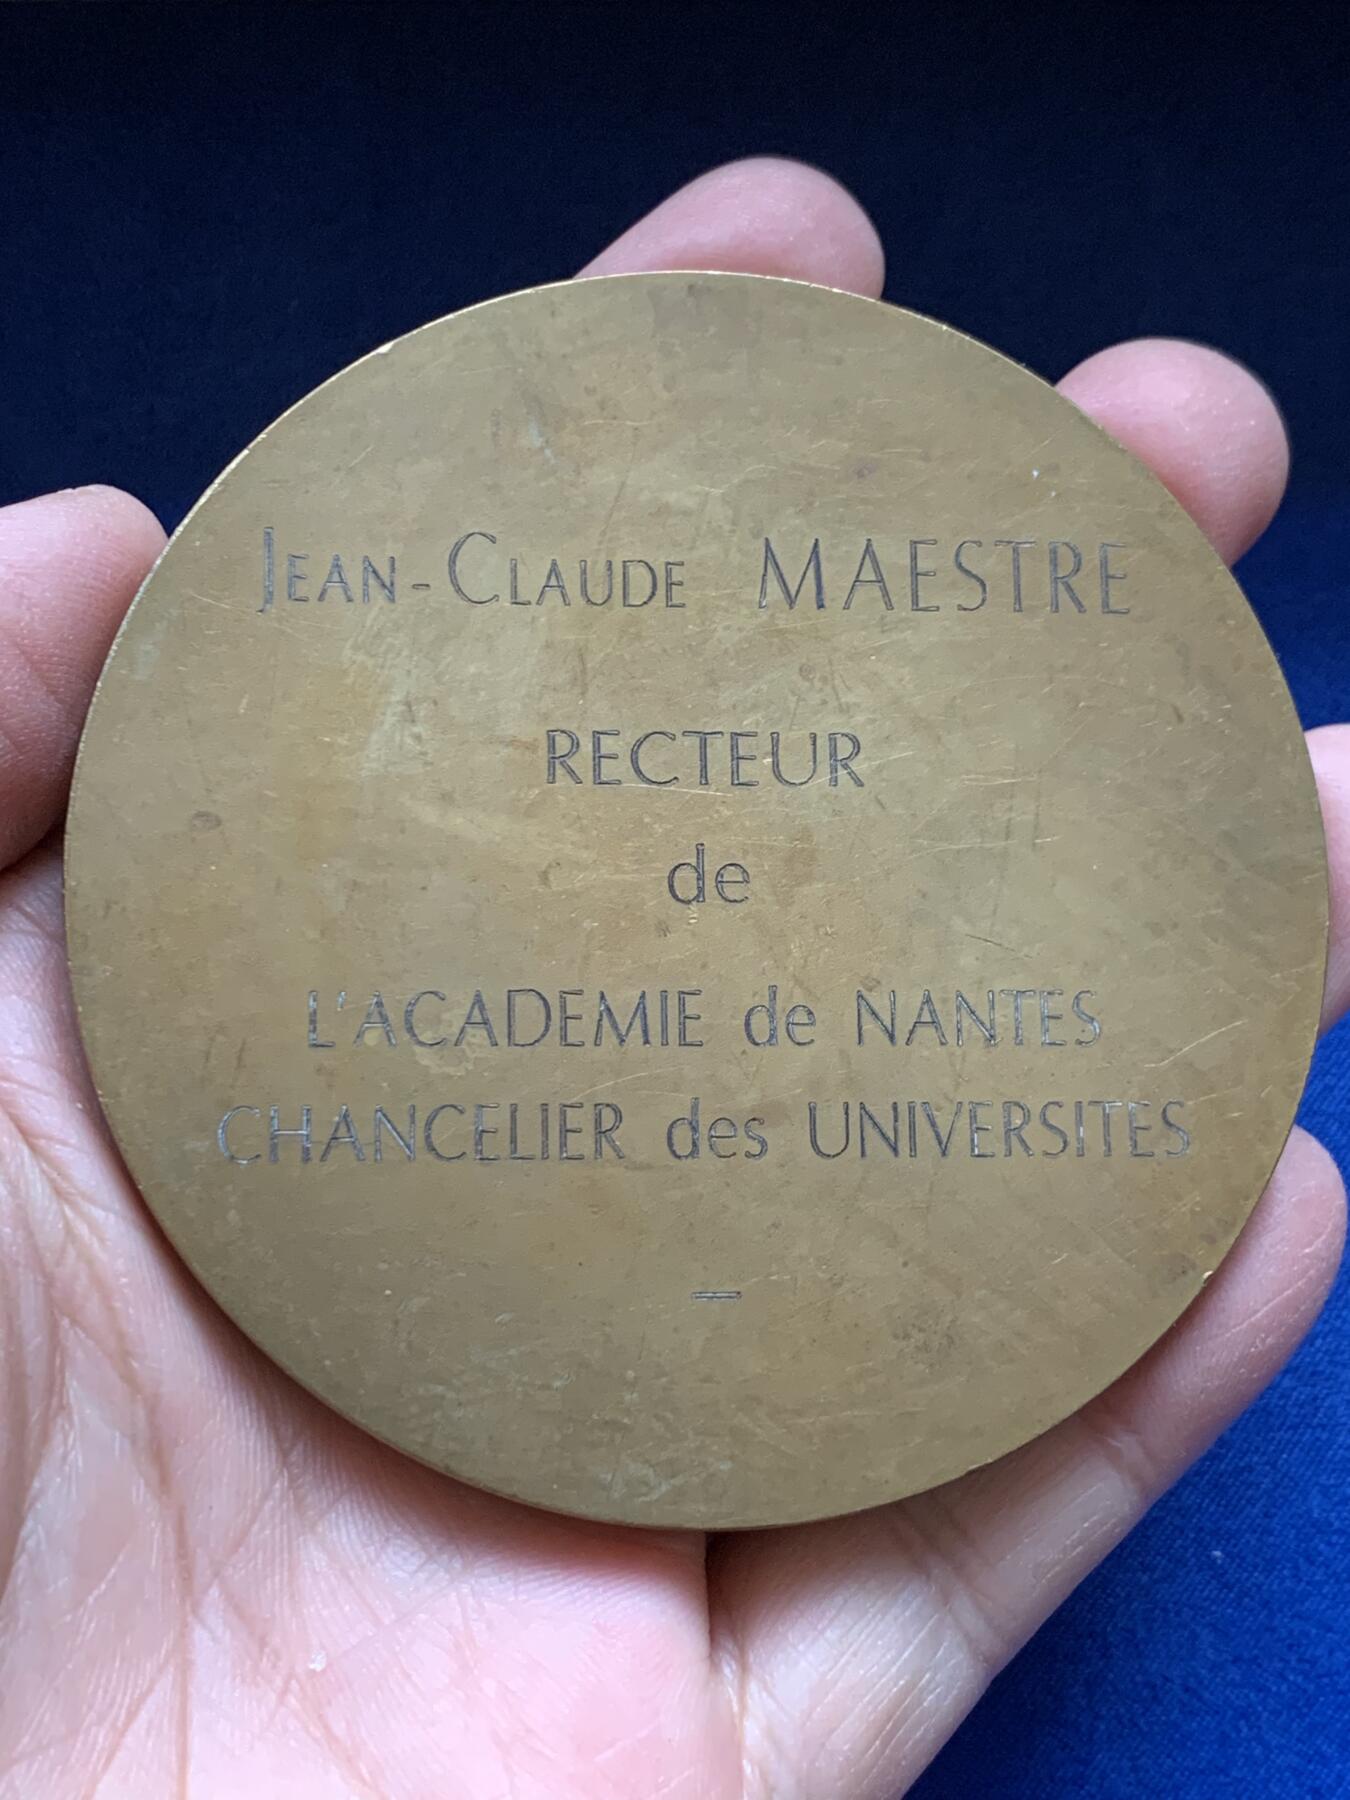 Jean-Claude MAESTRE
RECTEUR
de
L'ACADEMIE de NANTES
CHANCELIER des UNIVERSITES
—